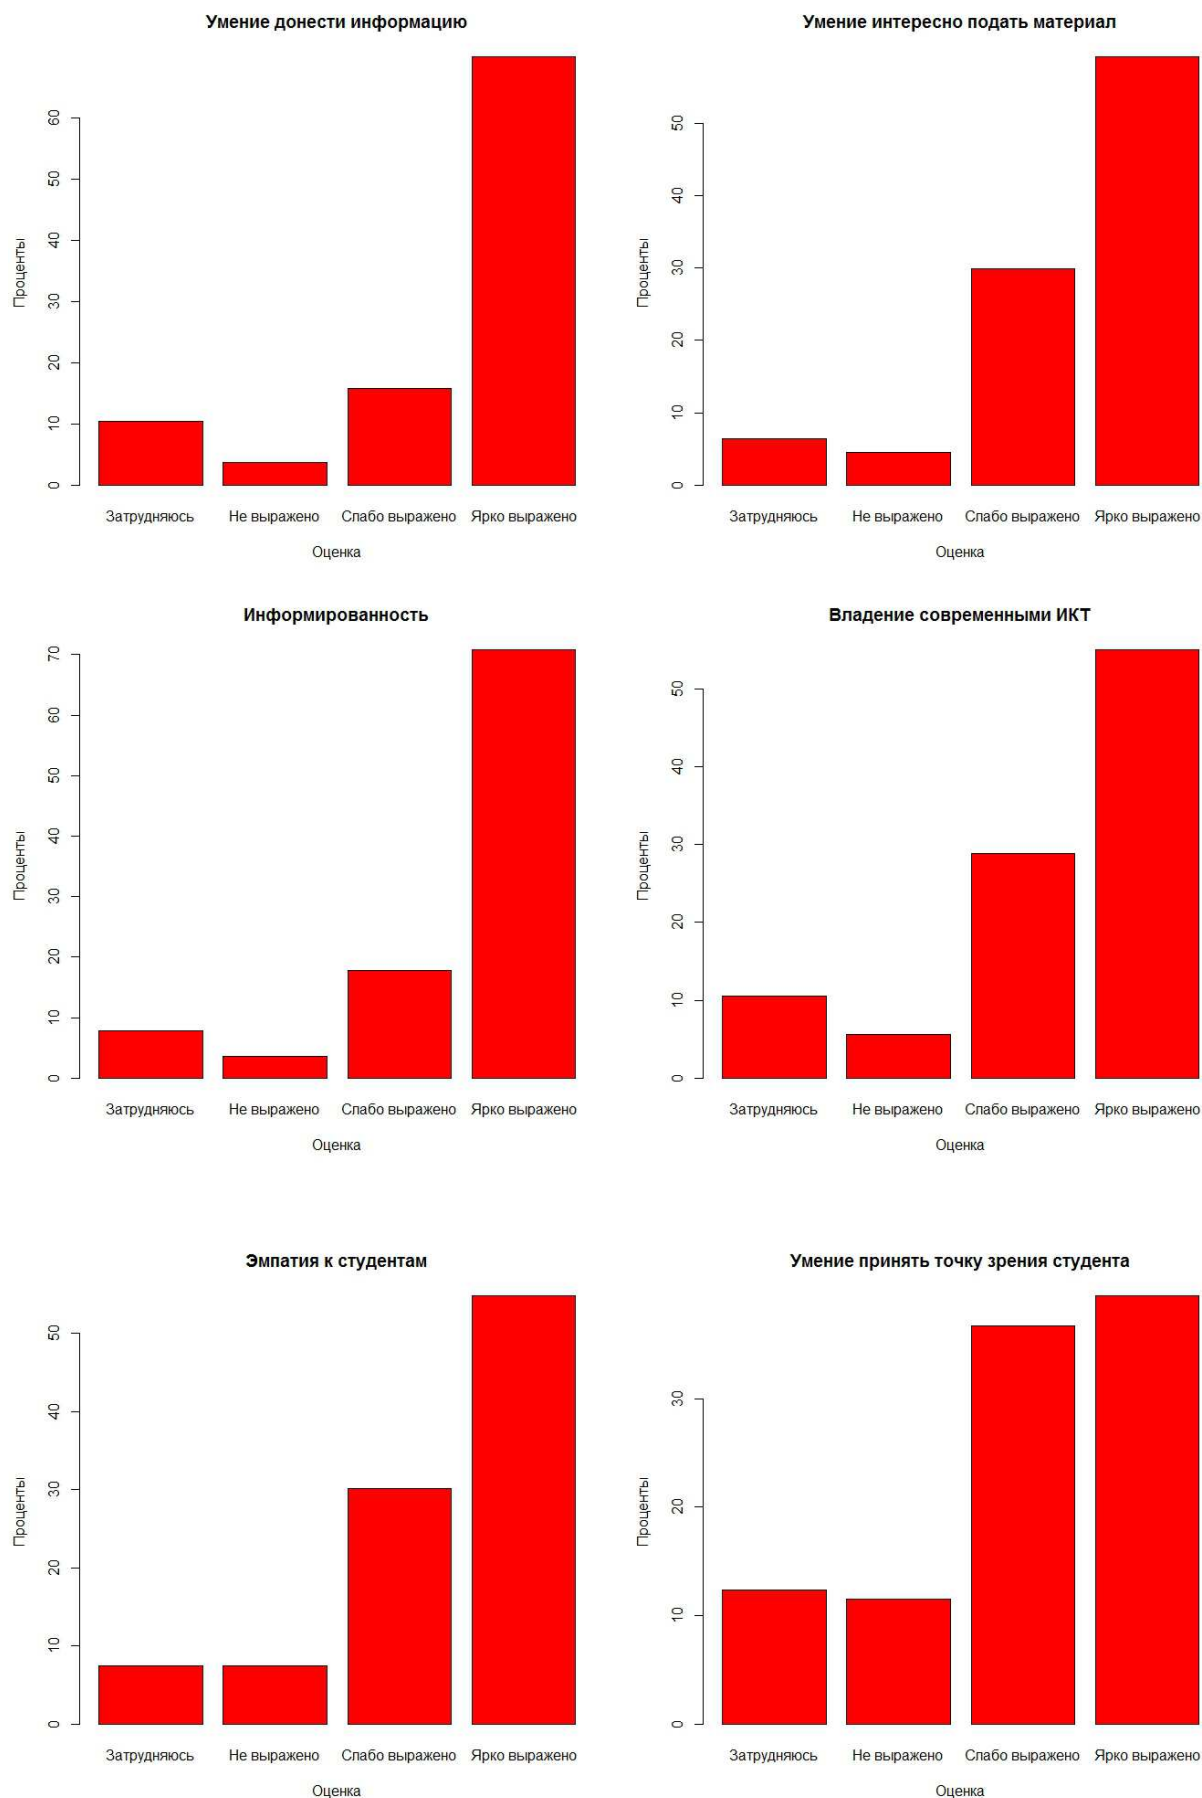 Умение донести информацию
Проценты
0
10
20
30
40
50
60
Затрудняюсь Не выражено Слабо выражено Ярко выражено
Оценка
Умение интересно подать материал
Проценты
0
10
20
30
40
50
Затрудняюсь Не выражено Слабо выражено Ярко выражено
Оценка
Информированность
Проценты
0
10
20
30
40
50
60
70
Затрудняюсь Не выражено Слабо выражено Ярко выражено
Оценка
Владение современными ИКТ
Проценты
0
10
20
30
40
50
Затрудняюсь Не выражено Слабо выражено Ярко выражено
Оценка
Эмпатия к студентам
Проценты
0
10
20
30
40
50
Затрудняюсь Не выражено Слабо выражено Ярко выражено
Оценка
Умение принять точку зрения студента
Проценты
0
10
20
30
Затрудняюсь Не выражено Слабо выражено Ярко выражено
Оценка